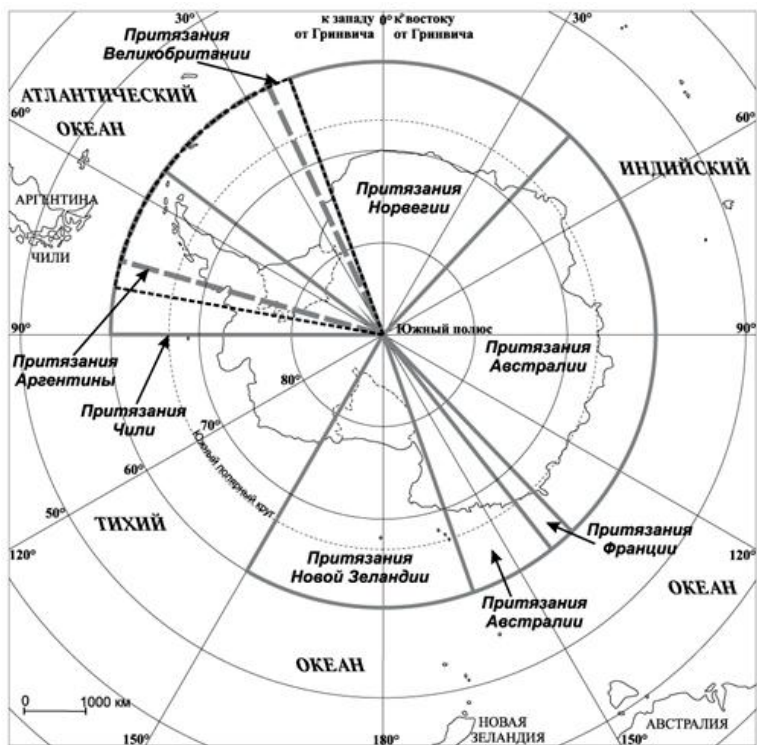 30°
к западу
от Гринвича
0°
к востоку
от Гринвича
30°
Притязания
Великобритании
АТЛАНТИЧЕСКИЙ
ОКЕАН
60°
60°
ИНДИЙСКИЙ
Притязания
Норвегии
АРГЕНТИНА
ЧИЛИ
Южный полюс
90°
90°
Притязания
Аргентины
Притязания
Австралии
Притязания
Чили
80°
70°
Южный полярный круг
60°
50°
ТИХИЙ
Притязания
Франции
120°
120°
Притязания
Новой Зеландии
Притязания
Австралии
ОКЕАН
ОКЕАН
0 1000 км
НОВАЯ
ЗЕЛАНДИЯ
АВСТРАЛИЯ
150°
180°
150°